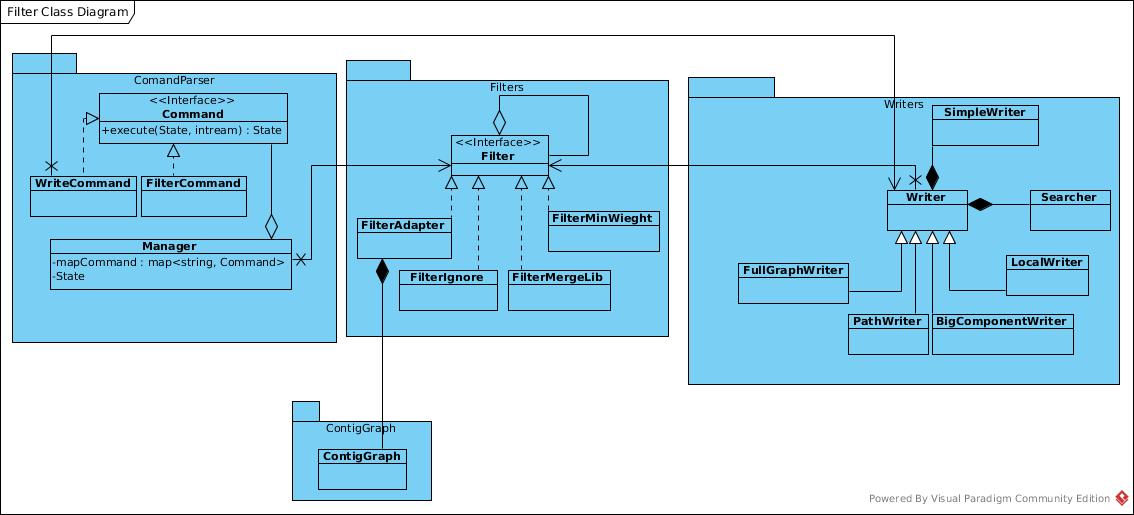 Filter Class Diagram
ComandParser
<<Interface>>
Command
+execute(State, intream) : State
WriteCommand
FilterCommand
Manager
-mapCommand : map<string, Command>
-State
Filters
<<Interface>>
Filter
FilterAdapter
FilterMinWieght
FilterIgnore
FilterMergeLib
Writers
SimpleWriter
Writer
Searcher
FullGraphWriter
LocalWriter
PathWriter
BigComponentWriter
ContigGraph
ContigGraph
Powered By Visual Paradigm Community Edition